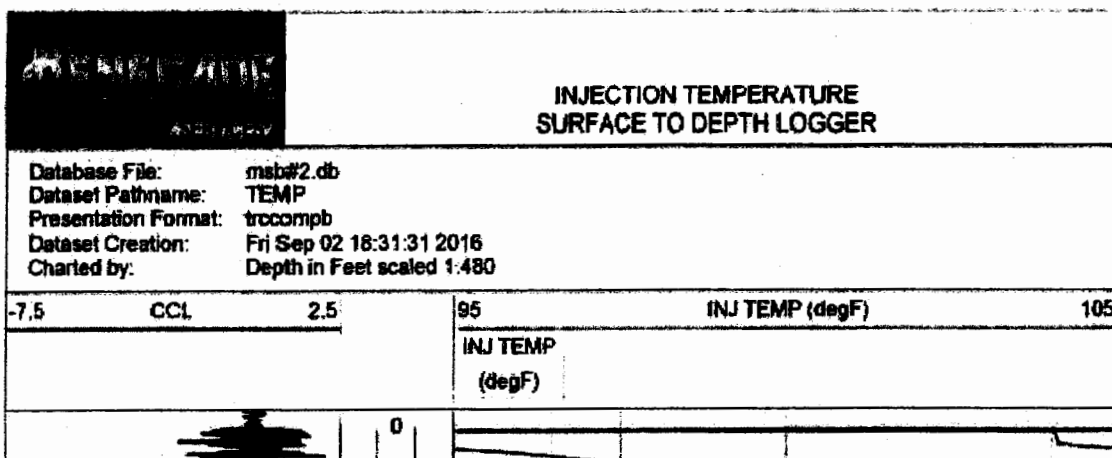 INJECTION TEMPERATURE
SURFACE TO DEPTH LOGGER
Database File: msb#2.db
Dataset Pathname: TEMP
Presentation Format: trccompb
Dataset Creation: Fri Sep 02 18:31:31 2016
Charted by: Depth in Feet scaled 1:480
-7.5 CCL 2.5 95 INJ TEMP (degF) 105
INJ TEMP
(degF)
0